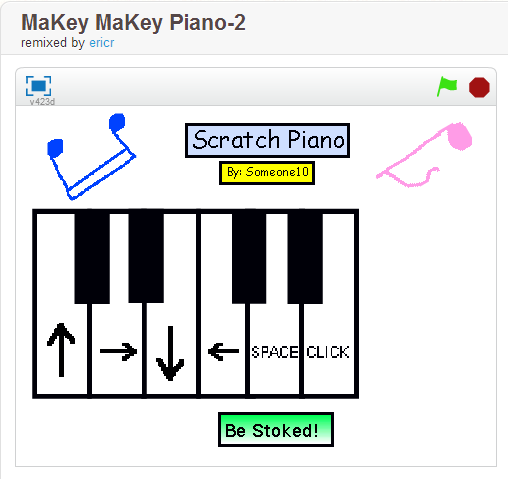 MaKey MaKey Piano-2
remixed by ericr
v423d
Scratch Piano
By: Someone10
SPACE CLICK
Be Stoked!